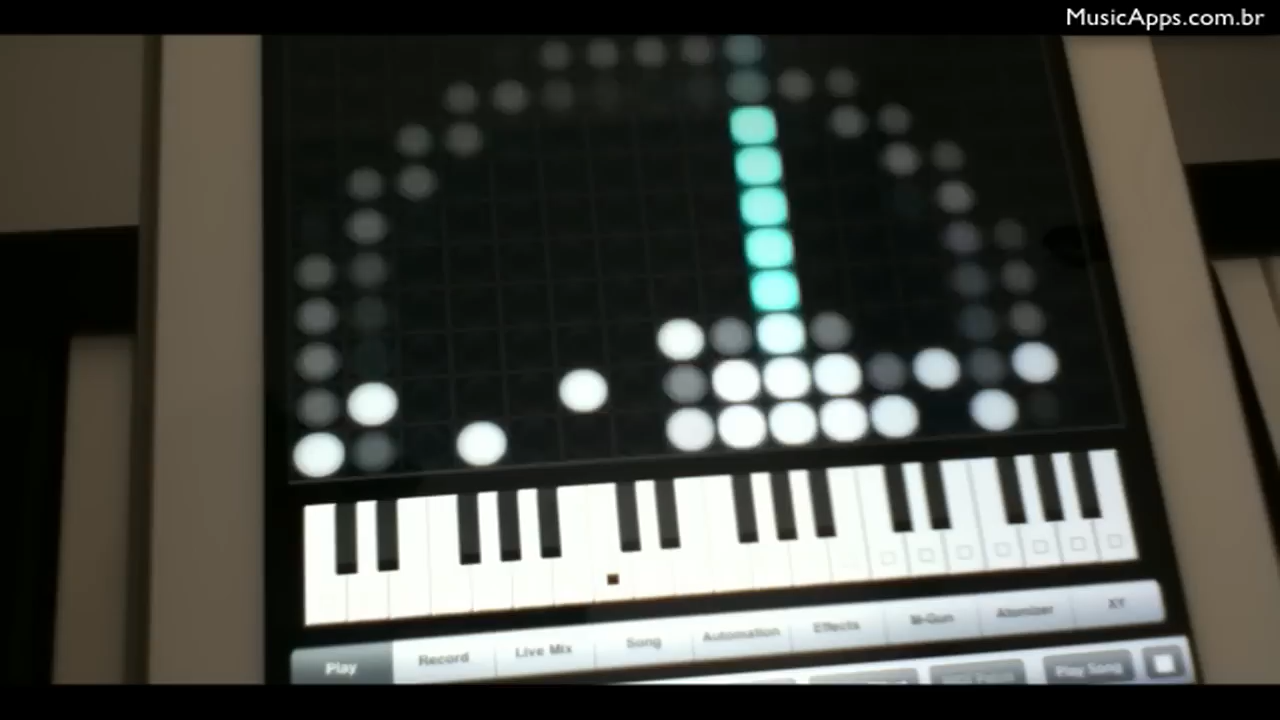 MusicApps.com.br
Play Record Live Mix Song Automation Effects M-Gun Atomizer XY
Play Song